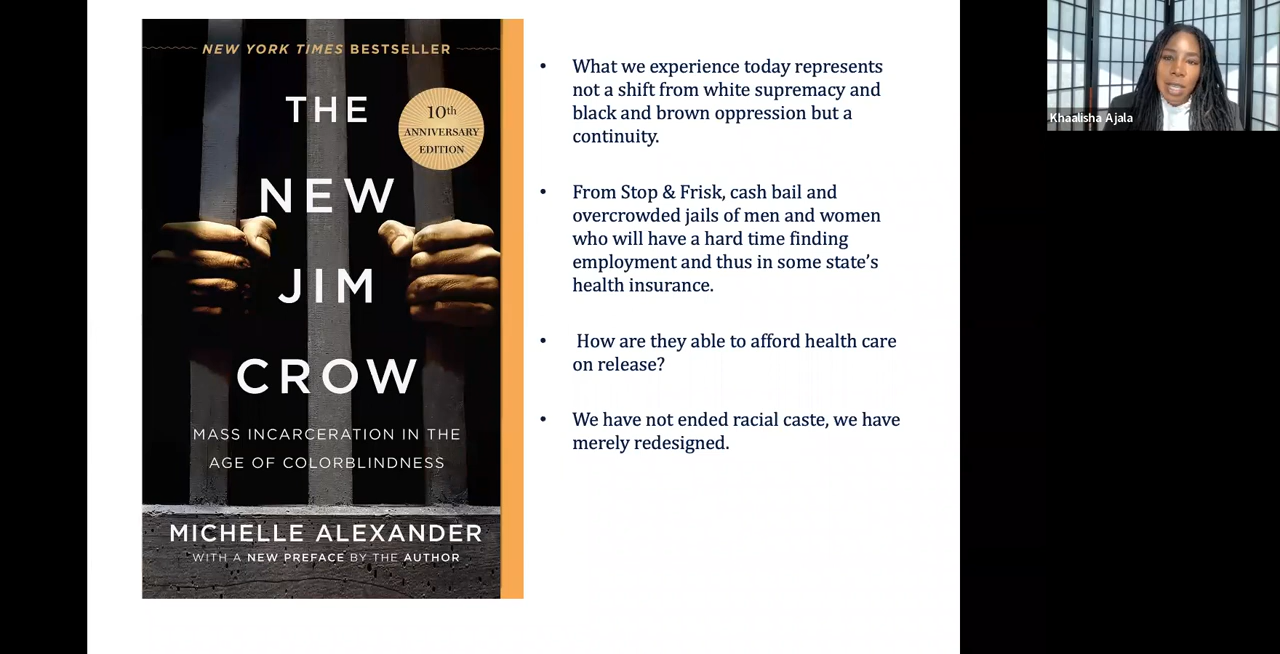 NEW YORK TIMES BESTSELLER
THE
NEW
JIM
CROW
10th
ANNIVERSARY
EDITION
MASS INCARCERATION IN THE
AGE OF COLORBLINDNESS
MICHELLE ALEXANDER
WITH A NEW PREFACE BY THE AUTHOR
• What we experience today represents
not a shift from white supremacy and
black and brown oppression but a
continuity.
• From Stop & Frisk, cash bail and
overcrowded jails of men and women
who will have a hard time finding
employment and thus in some state’s
health insurance.
• How are they able to afford health care
on release?
• We have not ended racial caste, we have
merely redesigned.
Khaalisha Ajala